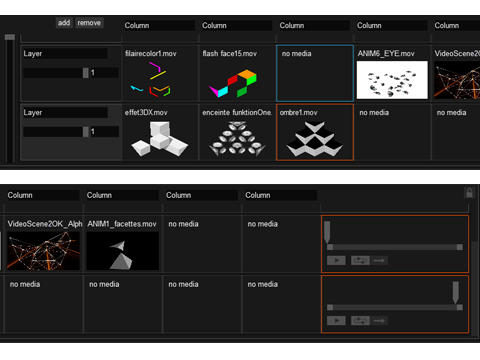 add remove Column Column Column Column Column
Layer filairecolor1.mov flash face15.mov no media ANIM6_EYE.mov VideoScene2O
1
Layer effet3DX.mov enceinte funktionOne. ombre1.mov no media no media
1
Column Column Column Column
VideoScene2OK_Alph ANIM1_facettes.mov no media no media
no media no media no media no media